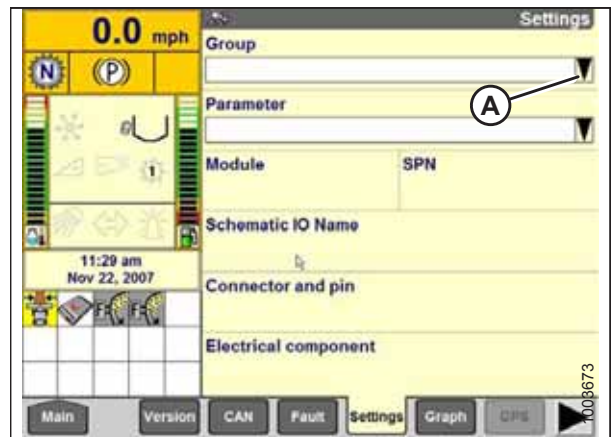 0.0 mph
N
(P)
1
11:29 am
Nov 22, 2007
F
F
Settings
Group
A
Parameter
Module
SPN
Schematic IO Name
Connector and pin
Electrical component
Main
Version
CAN
Fault
Settings
Graph
GPS
1003673